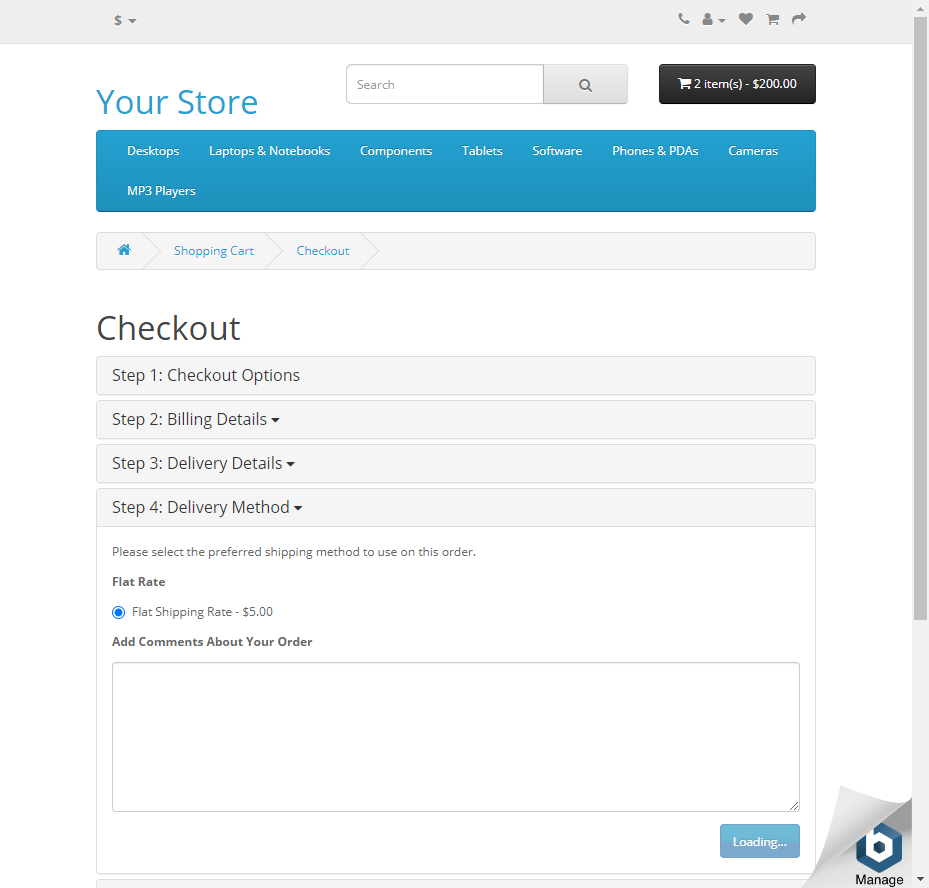 $
Search
2 item(s) - $200.00
Your Store
Desktops Laptops & Notebooks Components Tablets Software Phones & PDAs Cameras
MP3 Players
Shopping Cart Checkout
Checkout
Step 1: Checkout Options
Step 2: Billing Details
Step 3: Delivery Details
Step 4: Delivery Method
Please select the preferred shipping method to use on this order.
Flat Rate
Flat Shipping Rate - $5.00
Add Comments About Your Order
Loading...
b
Manage